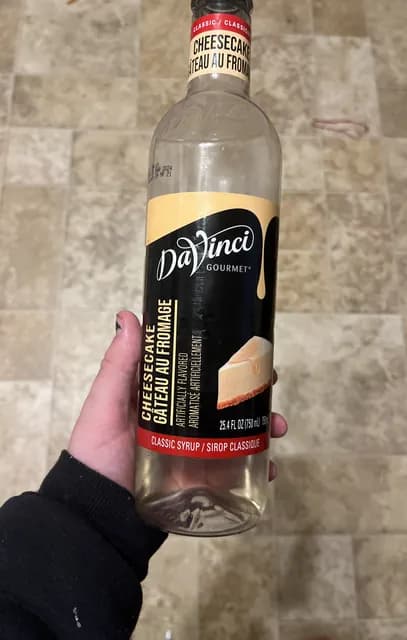 CLASSIC / CLASSIQUE
CHEESECAKE
GÂTEAU AU FROMAGE
DaVinci
GOURMET®
CHEESECAKE
GÂTEAU AU FROMAGE
ARTIFICIALLY FLAVORED
AROMATISÉ ARTIFICIELLEMENT
25.4 FL OZ (750 mL)
CLASSIC SYRUP / SIROP CLASSIQUE